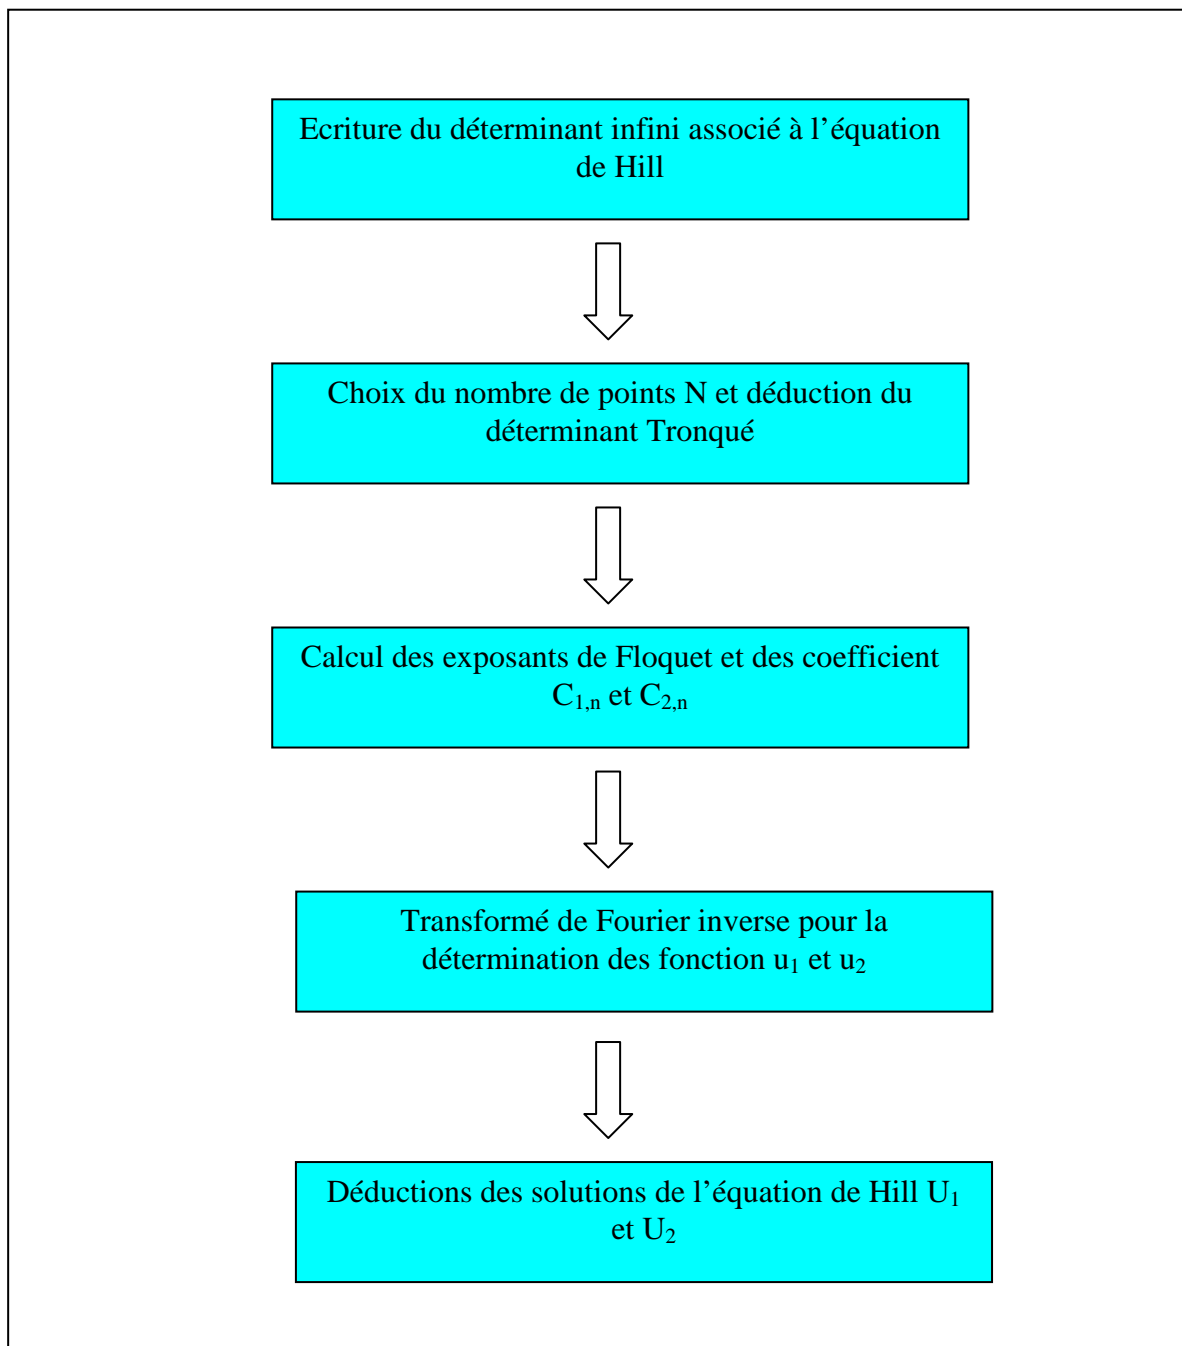 Ecriture du déterminant infini associé à l’équation
de Hill
Choix du nombre de points N et déduction du
déterminant Tronqué
Calcul des exposants de Floquet et des coefficient
C1,n et C2,n
Transformé de Fourier inverse pour la
détermination des fonction u1 et u2
Déductions des solutions de l’équation de Hill U1
et U2